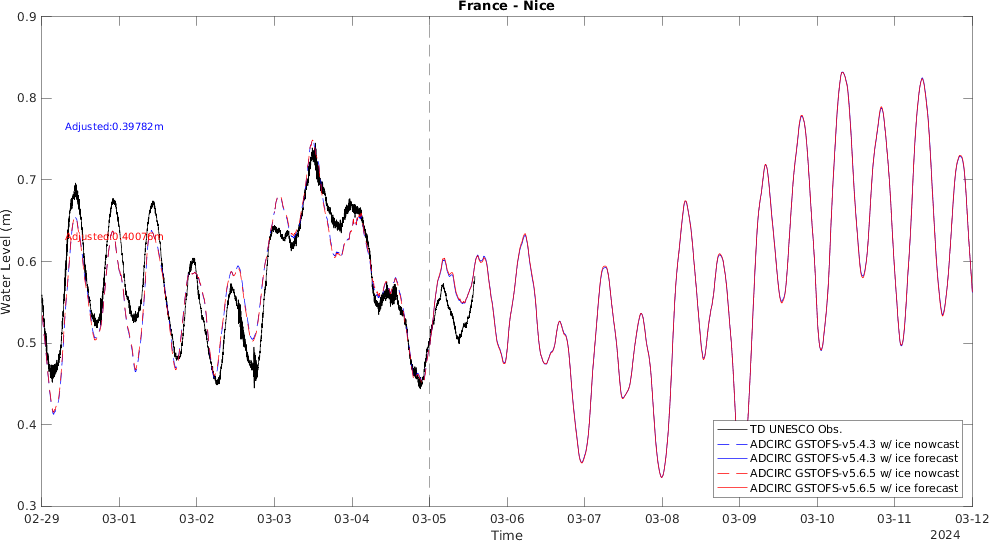 France - Nice
0.9
0.8
0.7
0.6
0.5
0.4
0.3
Water Level (m)
Adjusted:0.39782m
Adjusted:0.40075m
TD UNESCO Obs.
ADCIRC GSTOFS-v5.4.3 w/ ice nowcast
ADCIRC GSTOFS-v5.4.3 w/ ice forecast
ADCIRC GSTOFS-v5.6.5 w/ ice nowcast
ADCIRC GSTOFS-v5.6.5 w/ ice forecast
02-29 03-01 03-02 03-03 03-04 03-05 03-06 03-07 03-08 03-09 03-10 03-11 03-12
Time
2024